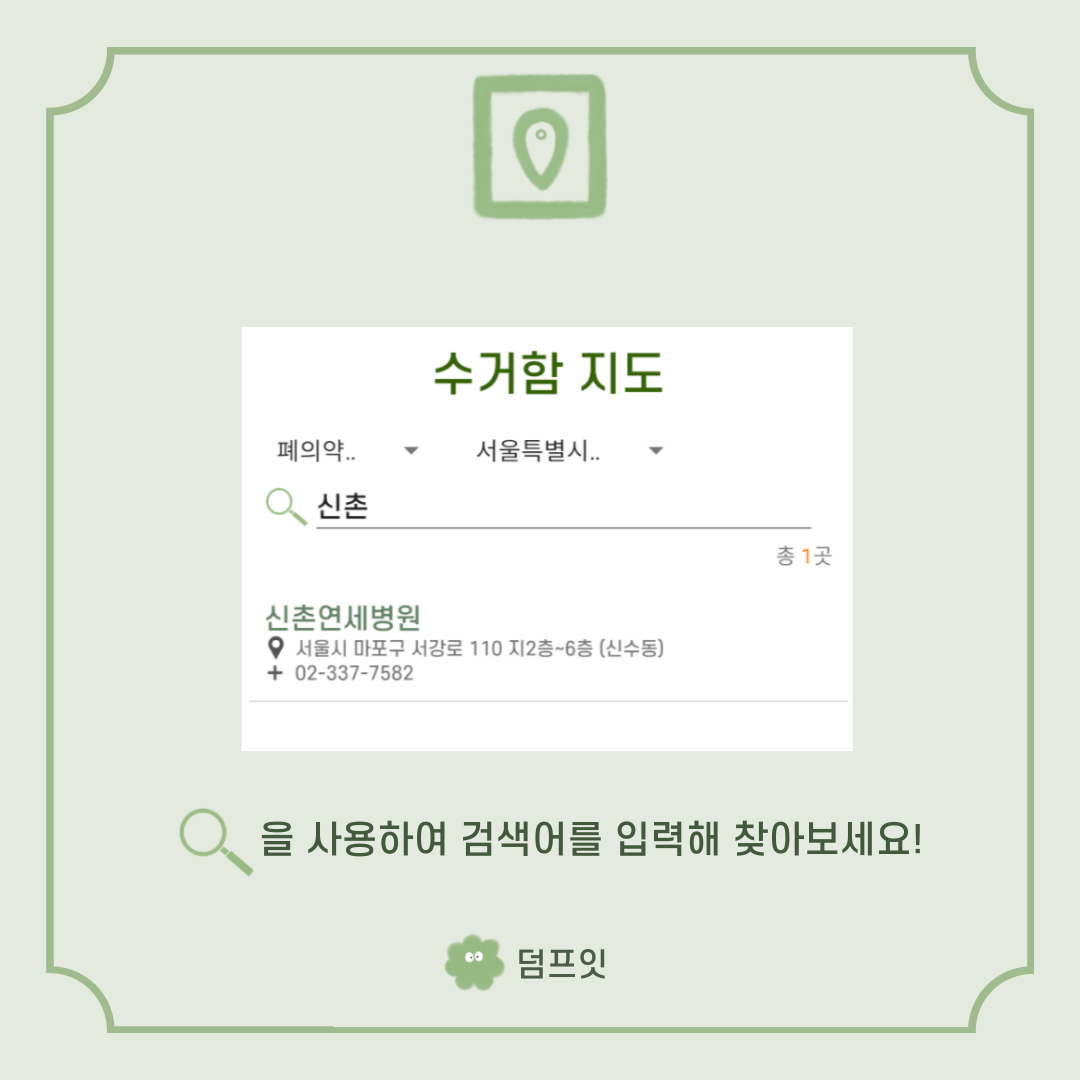 수거함 지도
폐의약.. 서울특별시..
신촌
총 1곳
신촌연세병원
서울시 마포구 서강로 110 지2층~6층 (신수동)
02-337-7582
을 사용하여 검색어를 입력해 찾아보세요!
덤프잇